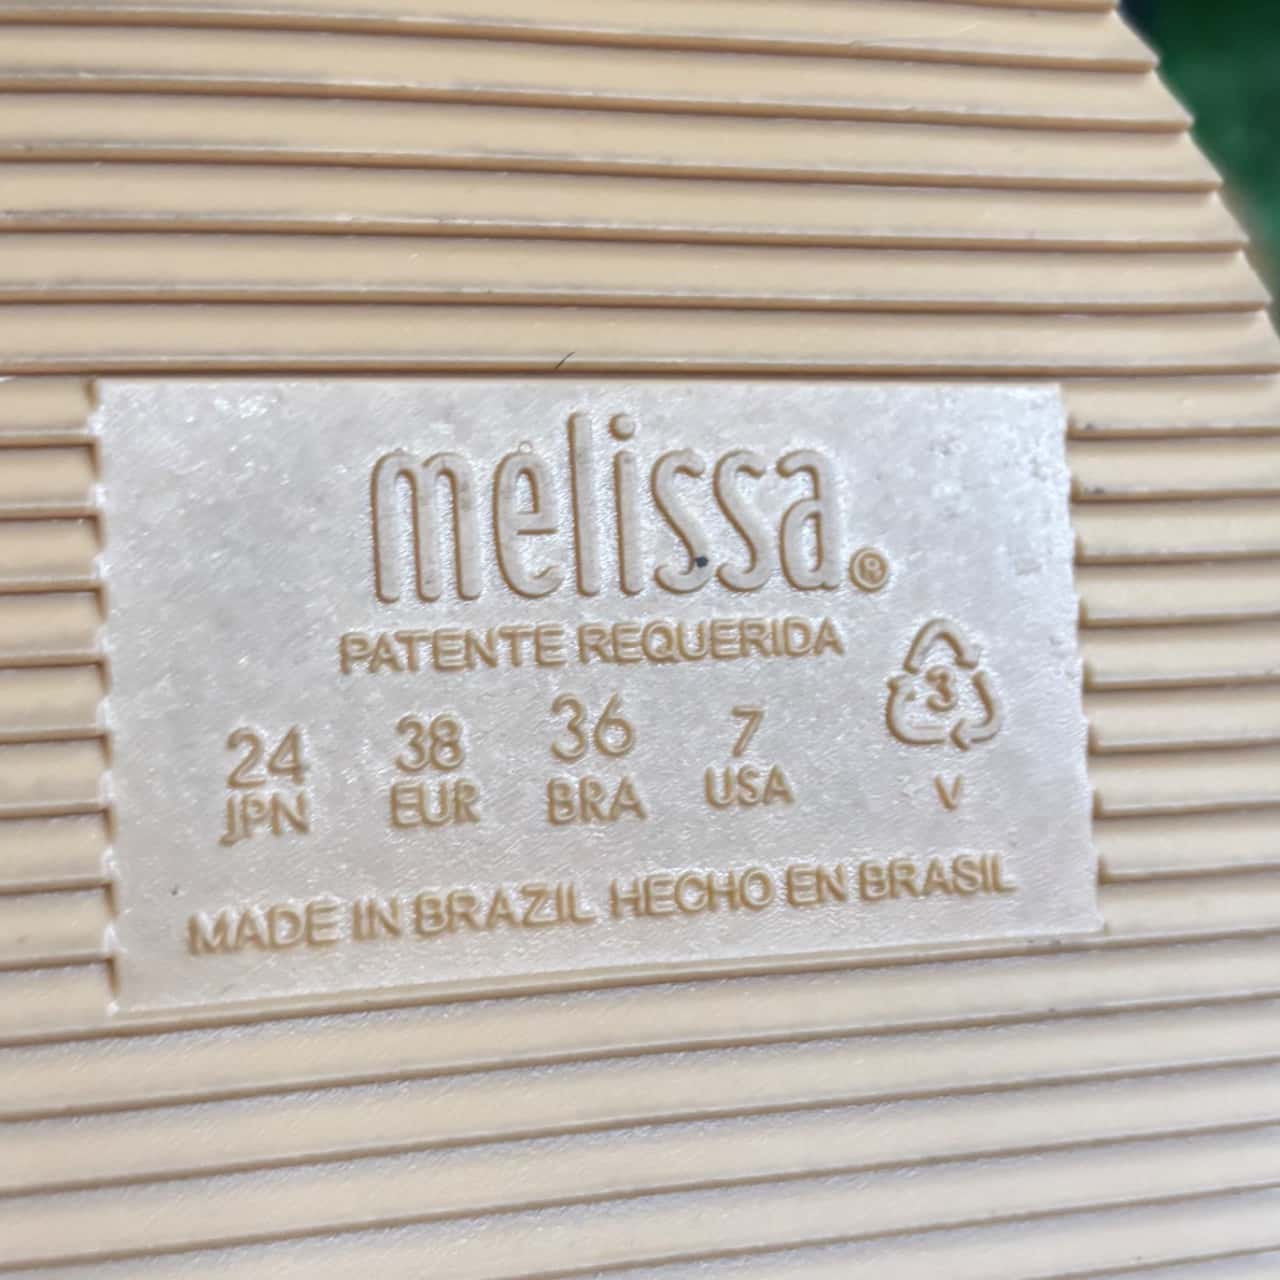 melissa®
PATENTE REQUERIDA
3
24 38 36 7
JPN EUR BRA USA V
MADE IN BRAZIL HECHO EN BRASIL